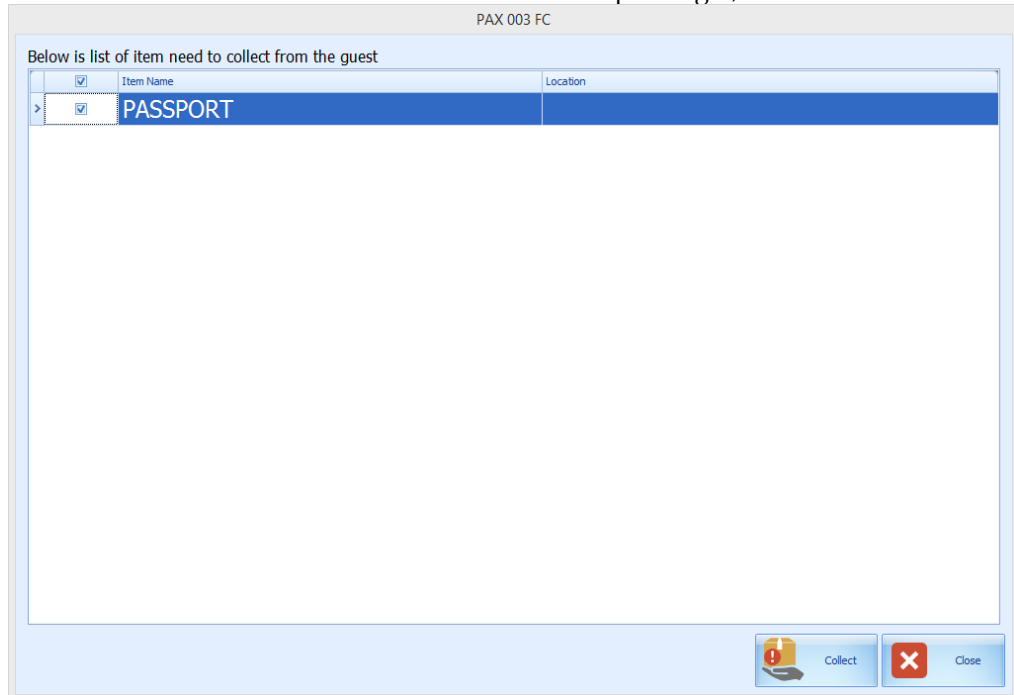 PAX 003 FC
Below is list of item need to collect from the guest
Item Name Location
PASSPORT
Collect Close